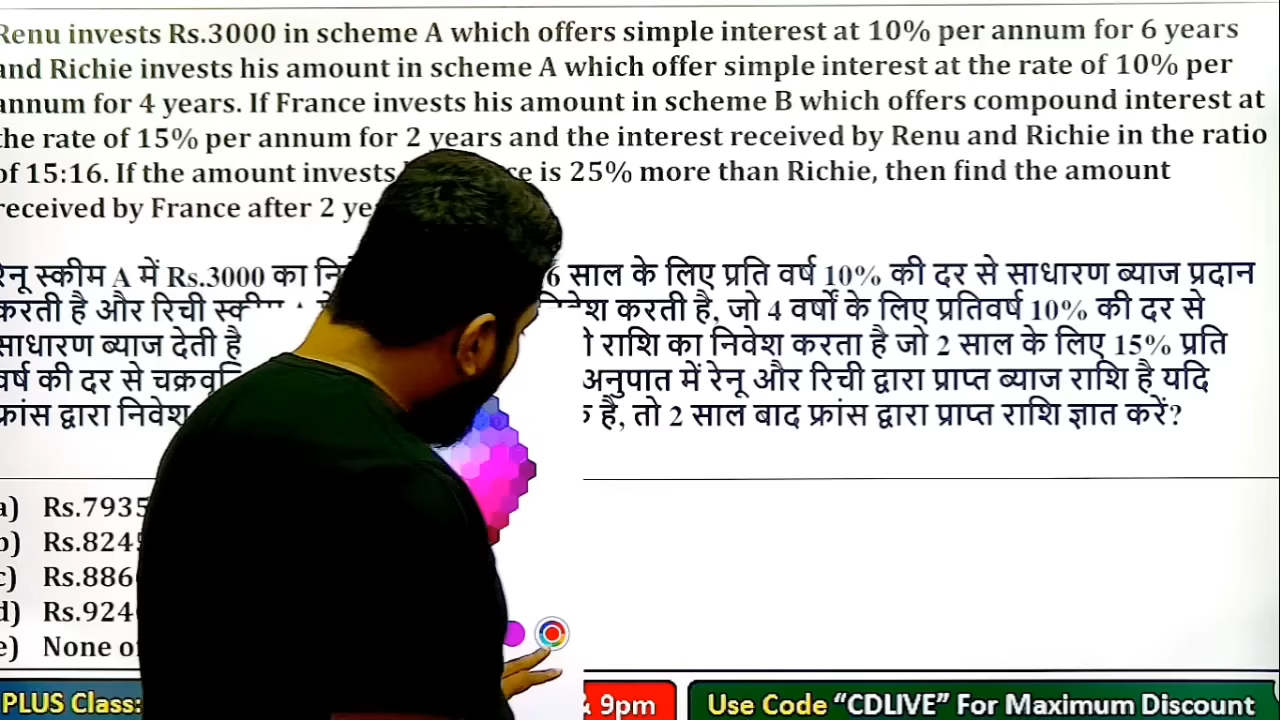 Renu invests Rs.3000 in scheme A which offers simple interest at 10% per annum for 6 years
and Richie invests his amount in scheme A which offer simple interest at the rate of 10% per
annum for 4 years. If France invests his amount in scheme B which offers compound interest at
the rate of 15% per annum for 2 years and the interest received by Renu and Richie in the ratio
of 15:16. If the amount invests is 25% more than Richie, then find the amount
received by France after 2
रेनू स्कीम A में Rs.3000 का 6 साल के लिए प्रति वर्ष 10% की दर से साधारण ब्याज प्रदान
करती है और रिची करती है, जो 4 वर्षों के लिए प्रतिवर्ष 10% की दर से
साधारण ब्याज देती है राशि का निवेश करता है जो 2 साल के लिए 15% प्रति
वर्ष की दर से अनुपात में रेनू और रिची द्वारा प्राप्त ब्याज राशि है यदि
फ्रांस द्वारा निवेश है, तो 2 साल बाद फ्रांस द्वारा प्राप्त राशि ज्ञात करें?
a) Rs.7935
b) Rs.824
c) Rs.886
d) Rs.924
e) None
PLUS Class: & 9pm Use Code “CDLIVE” For Maximum Discount